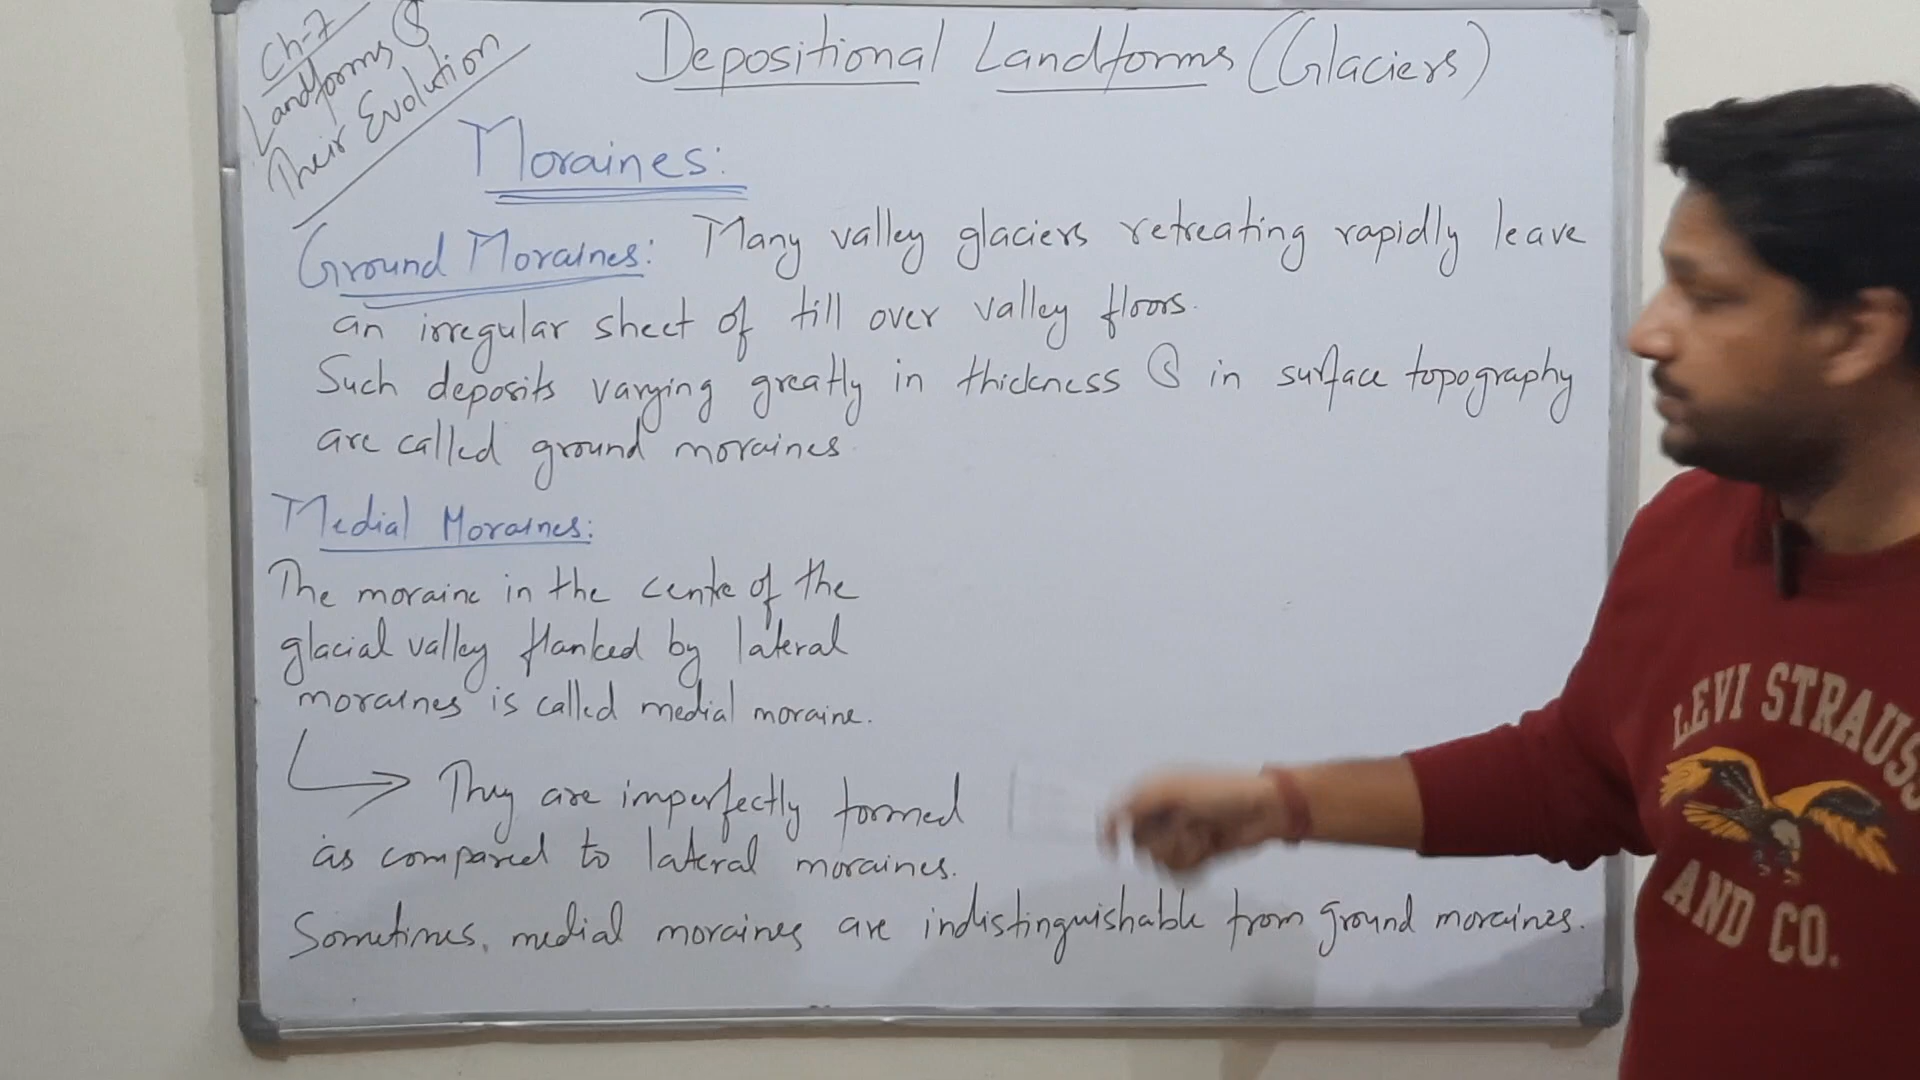 Ch-7
Landforms &
Their Evolution
Depositional Landforms (Glaciers)
Moraines:
Ground Moraines: Many valley glaciers retreating rapidly leave
an irregular sheet of till over valley floors.
Such deposits varying greatly in thickness & in surface topography
are called ground moraines
Medial Moraines:
The moraine in the centre of the
glacial valley flanked by lateral
moraines is called medial moraine.
They are imperfectly formed
as compared to lateral moraines.
Sometimes, medial moraines are indistinguishable from ground moraines.
LEVI STRAUSS
AND CO.